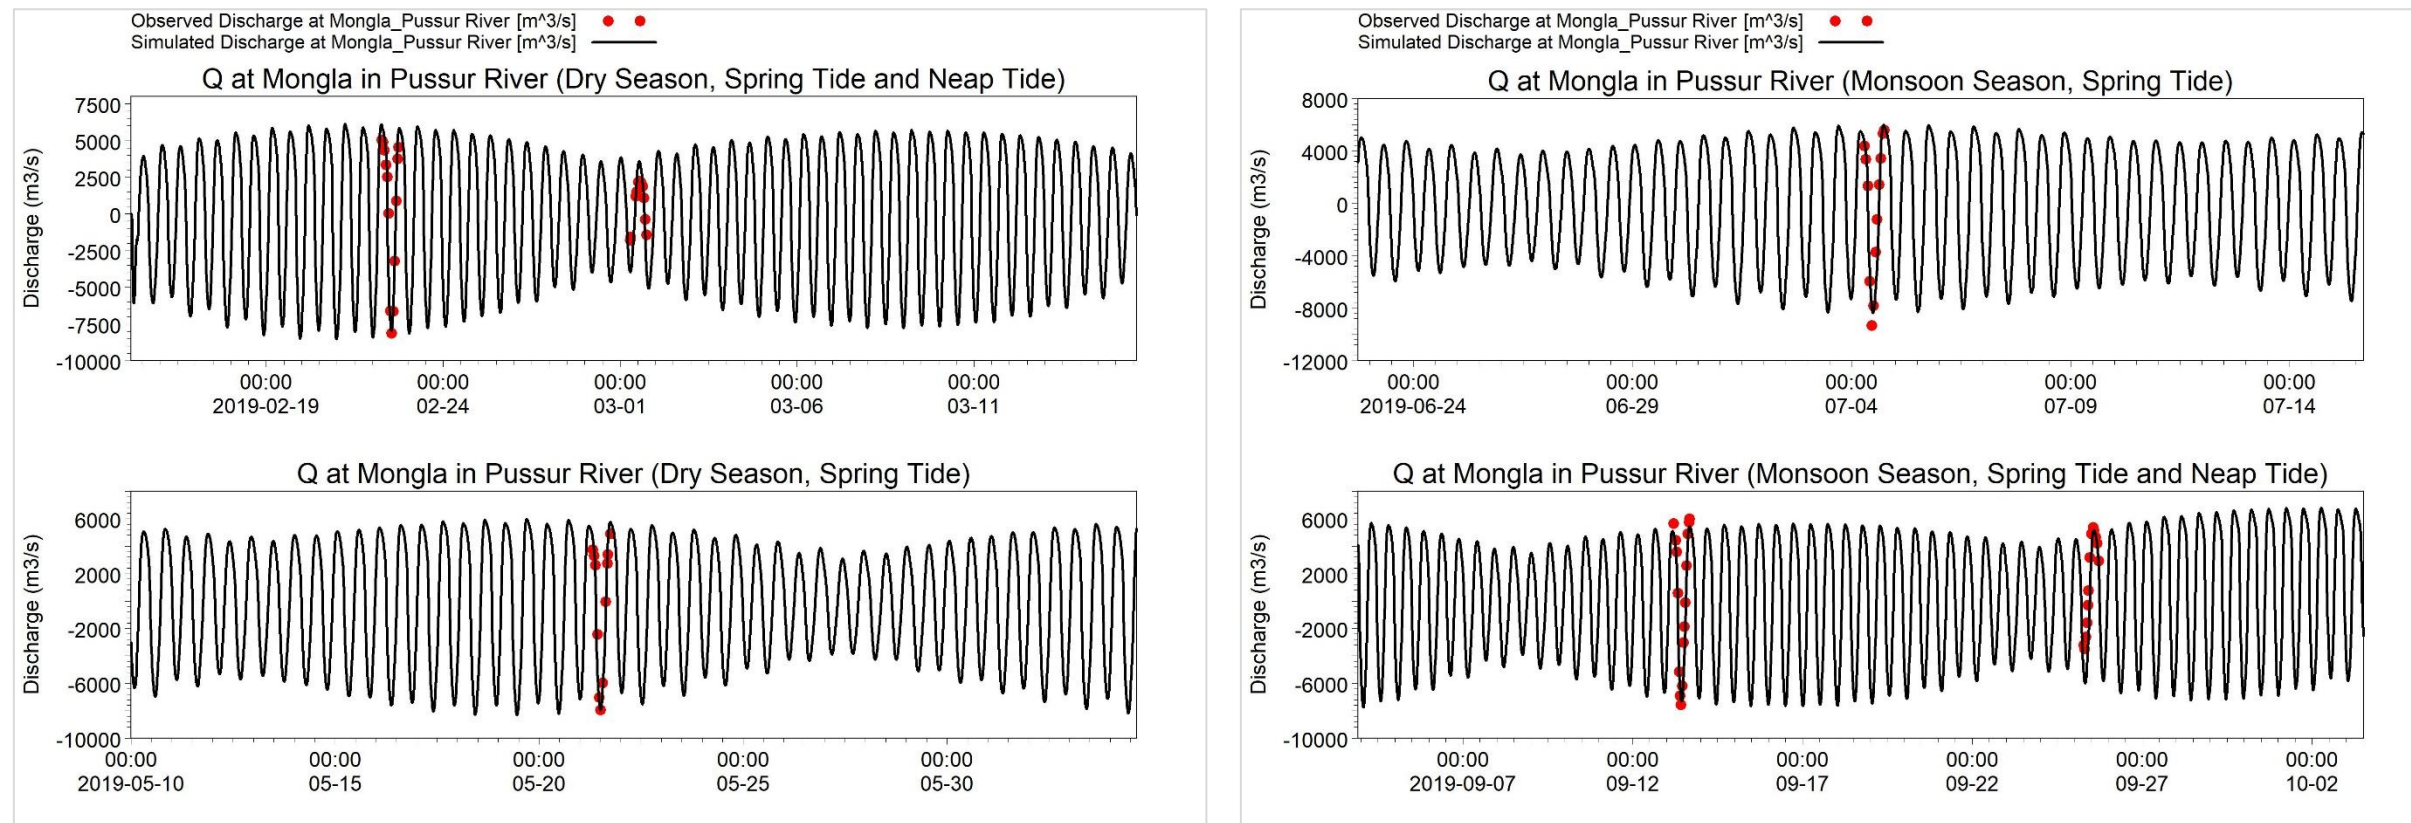 Observed Discharge at Mongla_Pussur River [m^3/s]
Simulated Discharge at Mongla_Pussur River [m^3/s]
Q at Mongla in Pussur River (Dry Season, Spring Tide and Neap Tide)
Discharge (m3/s)
7500
5000
2500
0
-2500
-5000
-7500
-10000
00:00 00:00 00:00 00:00 00:00
2019-02-19 02-24 03-01 03-06 03-11
Q at Mongla in Pussur River (Dry Season, Spring Tide)
Discharge (m3/s)
6000
2000
-2000
-6000
-10000
00:00 00:00 00:00 00:00 00:00
2019-05-10 05-15 05-20 05-25 05-30
Observed Discharge at Mongla_Pussur River [m^3/s]
Simulated Discharge at Mongla_Pussur River [m^3/s]
Q at Mongla in Pussur River (Monsoon Season, Spring Tide)
Discharge (m3/s)
8000
4000
0
-4000
-8000
-12000
00:00 00:00 00:00 00:00 00:00
2019-06-24 06-29 07-04 07-09 07-14
Q at Mongla in Pussur River (Monsoon Season, Spring Tide and Neap Tide)
Discharge (m3/s)
6000
2000
-2000
-6000
-10000
00:00 00:00 00:00 00:00 00:00 00:00
2019-09-07 09-12 09-17 09-22 09-27 10-02